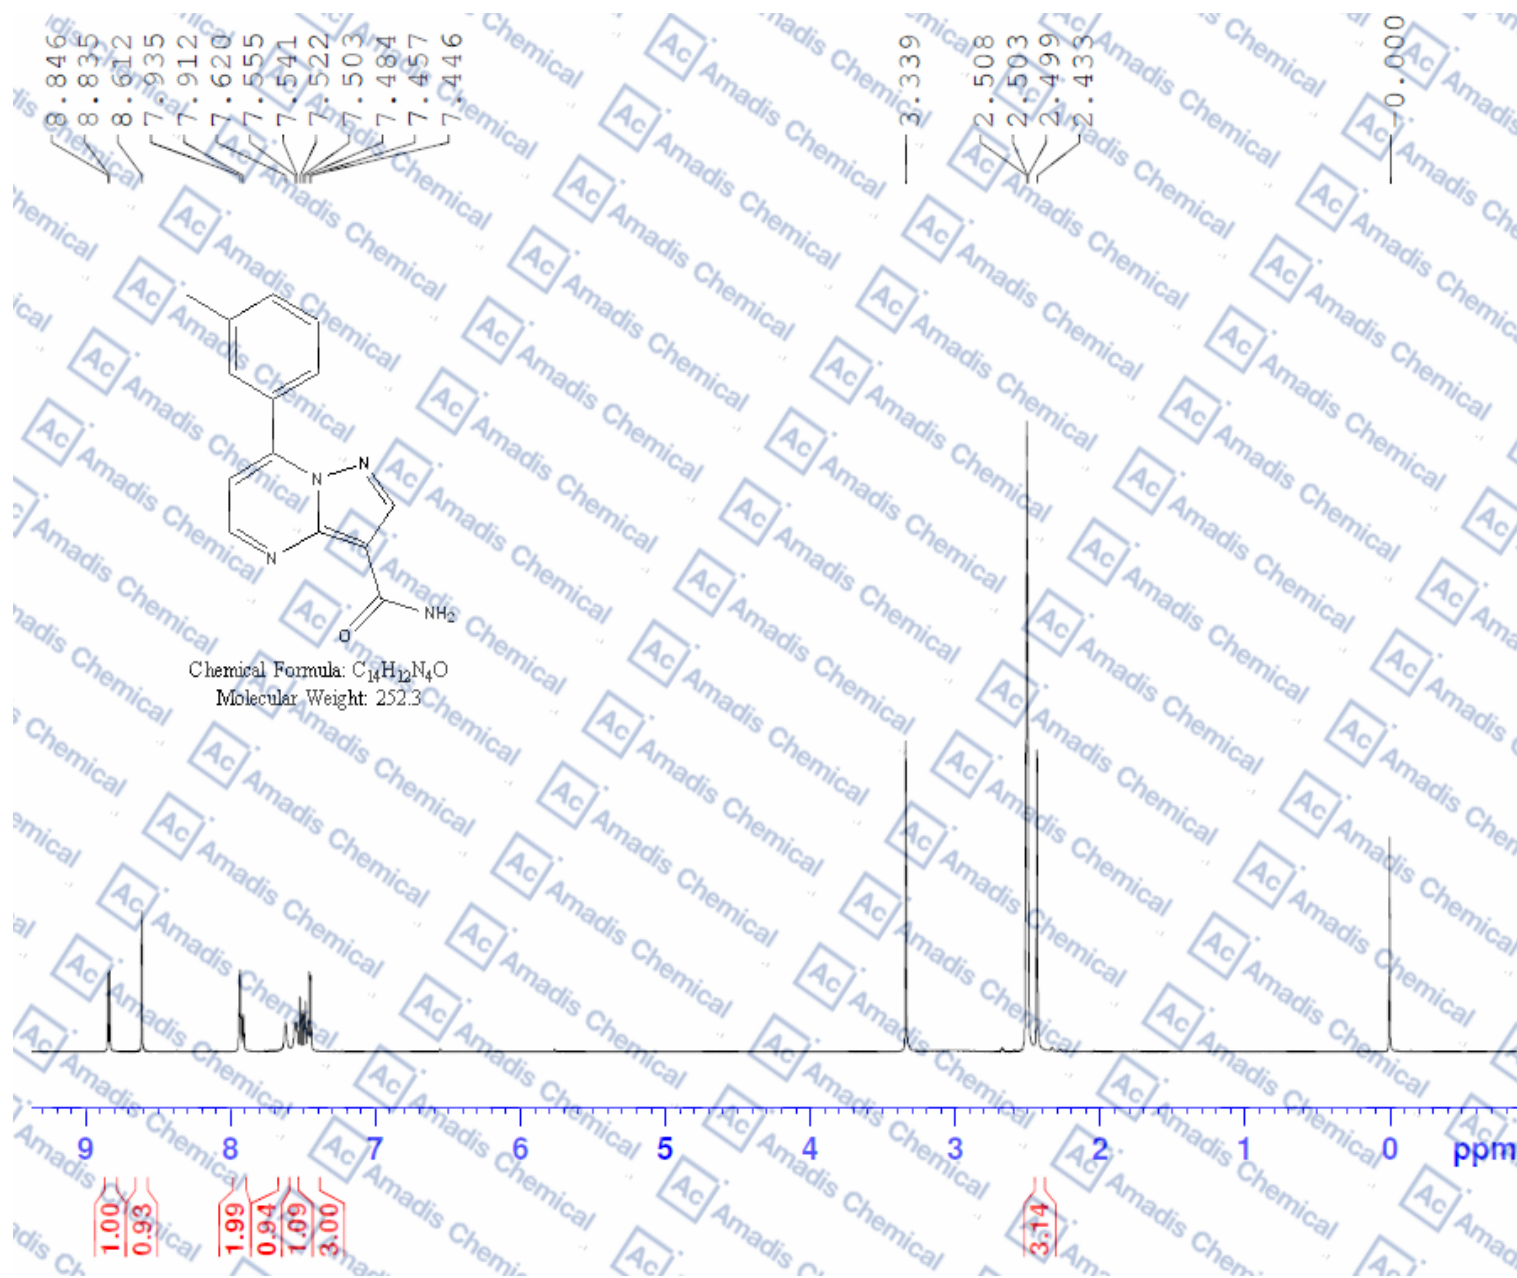 8.846
8.835
8.612
7.935
7.912
7.620
7.555
7.541
7.522
7.503
7.484
7.457
7.446
3.339
2.508
2.503
2.499
2.433
-0.000
N
N
N
NH2
O
Chemical Formula: C14H12N4O
Molecular Weight: 252.3
9 8 7 6 5 4 3 2 1 0 ppm
1.00
0.93
1.99
0.94
1.09
3.00
3.14
Ac Amadis Chemical